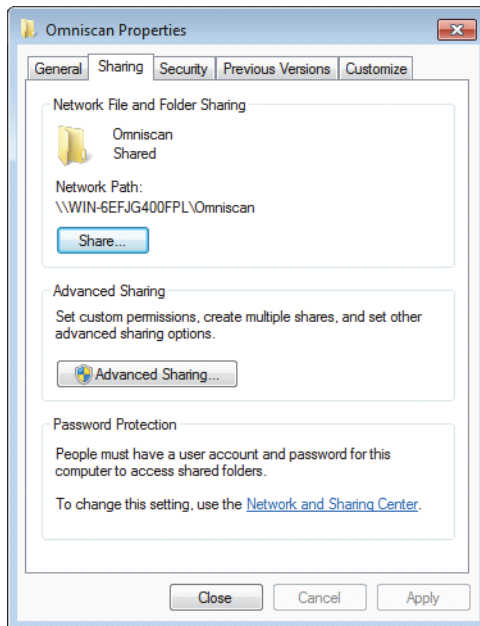 Omniscan Properties
General Sharing Security Previous Versions Customize
Network File and Folder Sharing
Omniscan
Shared
Network Path:
\\WIN-6EFJG400FPL\Omniscan
Share...
Advanced Sharing
Set custom permissions, create multiple shares, and set other
advanced sharing options.
Advanced Sharing...
Password Protection
People must have a user account and password for this
computer to access shared folders.
To change this setting, use the Network and Sharing Center.
Close Cancel Apply